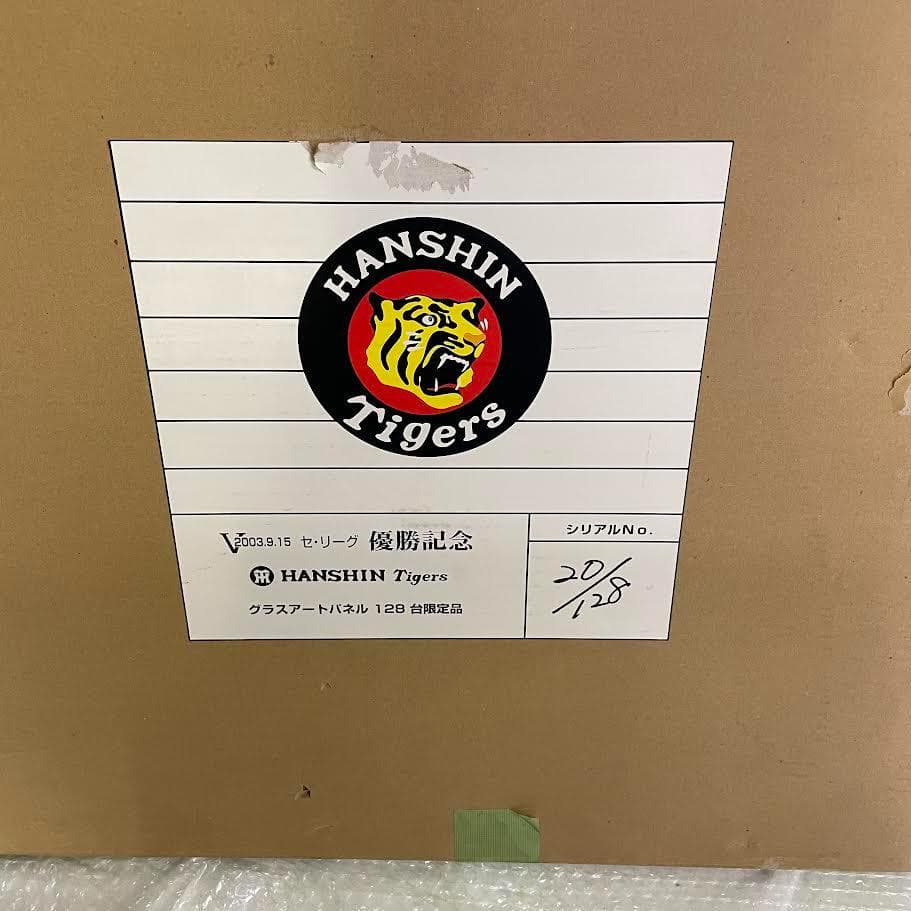 HANSHIN
Tigers
V2003.9.15 セ・リーグ 優勝記念
HANSHIN Tigers
グラスアートパネル 128 台限定品
シリアルNo.
20/128